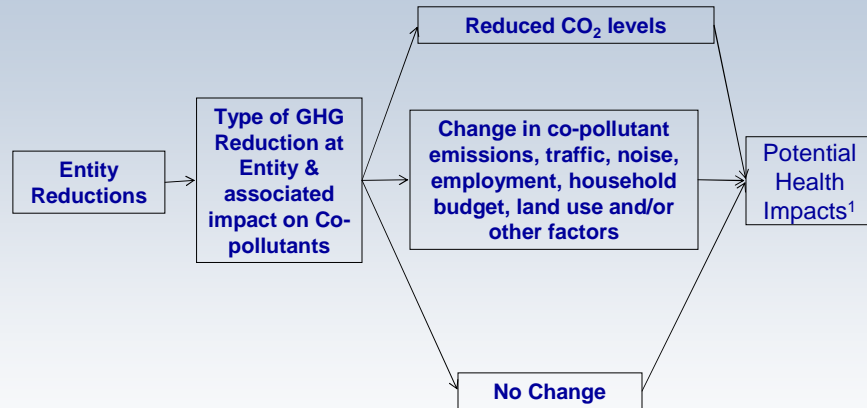 Entity
Reductions
Type of GHG
Reduction at
Entity &
associated
impact on Co-
pollutants
Reduced CO₂ levels
Change in co-pollutant
emissions, traffic, noise,
employment, household
budget, land use and/or
other factors
No Change
Potential
Health
Impacts¹